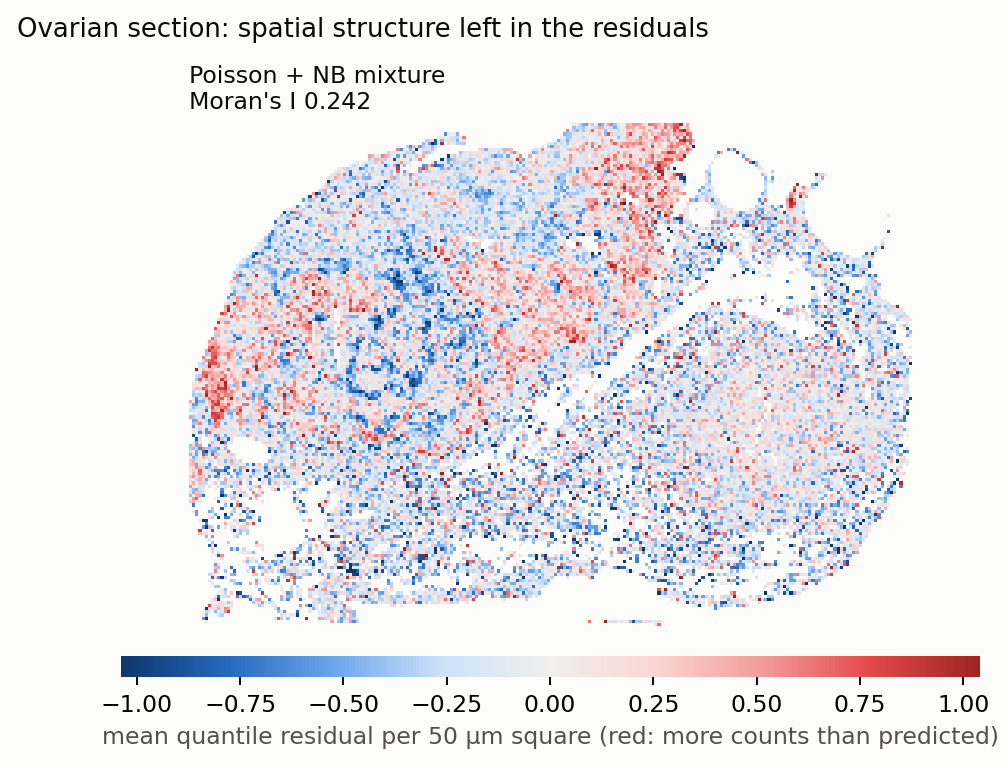 Ovarian section: spatial structure left in the residuals
Poisson + NB mixture
Moran's I 0.242
−1.00 −0.75 −0.50 −0.25 0.00 0.25 0.50 0.75 1.00
mean quantile residual per 50 µm square (red: more counts than predicted)